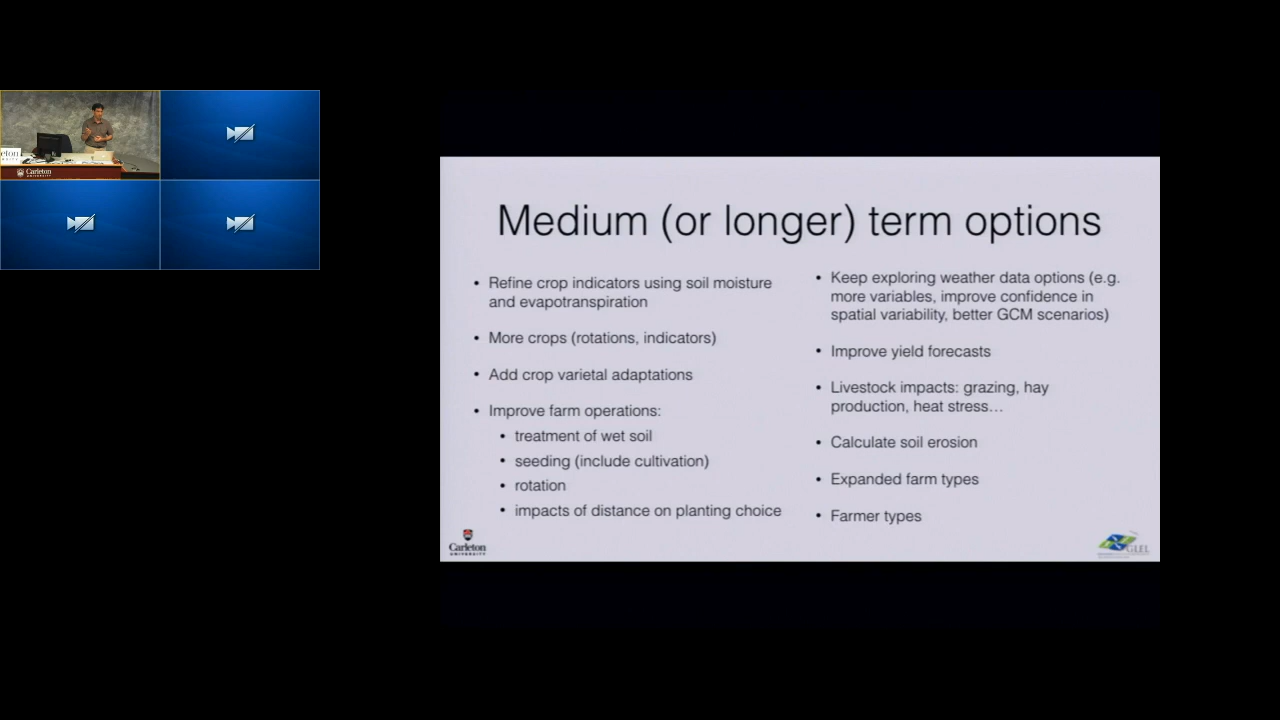 eton
Carleton
UNIVERSITY
Medium (or longer) term options
• Refine crop indicators using soil moisture
and evapotranspiration
• More crops (rotations, indicators)
• Add crop varietal adaptations
• Improve farm operations:
• treatment of wet soil
• seeding (include cultivation)
• rotation
• impacts of distance on planting choice
• Keep exploring weather data options (e.g.
more variables, improve confidence in
spatial variability, better GCM scenarios)
• Improve yield forecasts
• Livestock impacts: grazing, hay
production, heat stress…
• Calculate soil erosion
• Expanded farm types
• Farmer types
Carleton
UNIVERSITY
GLEL